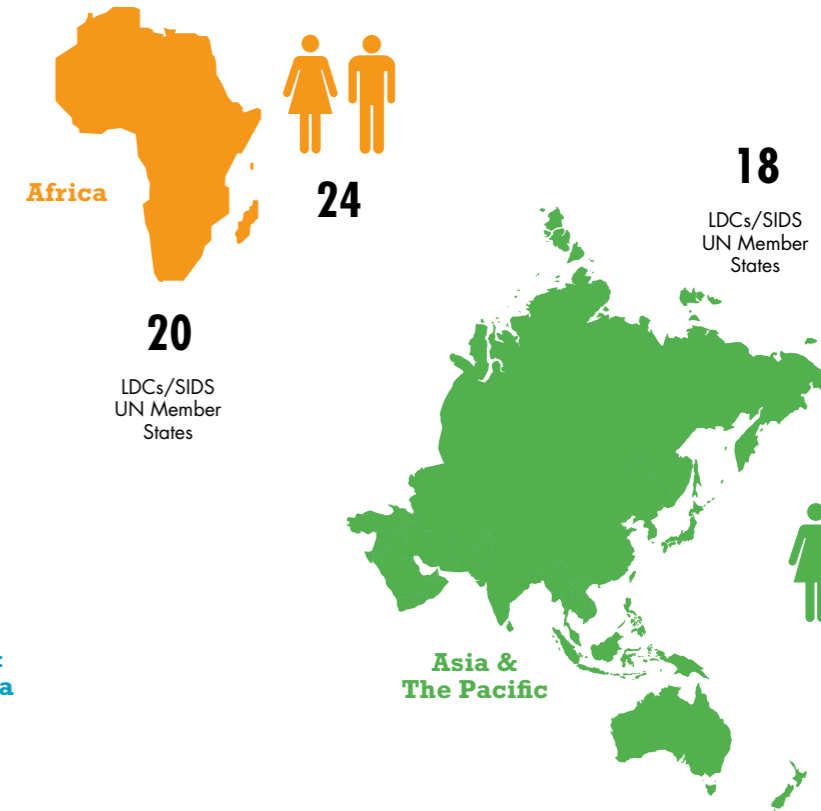 Africa
24
20
LDCs/SIDS
UN Member
States
18
LDCs/SIDS
UN Member
States
Asia &
The Pacific